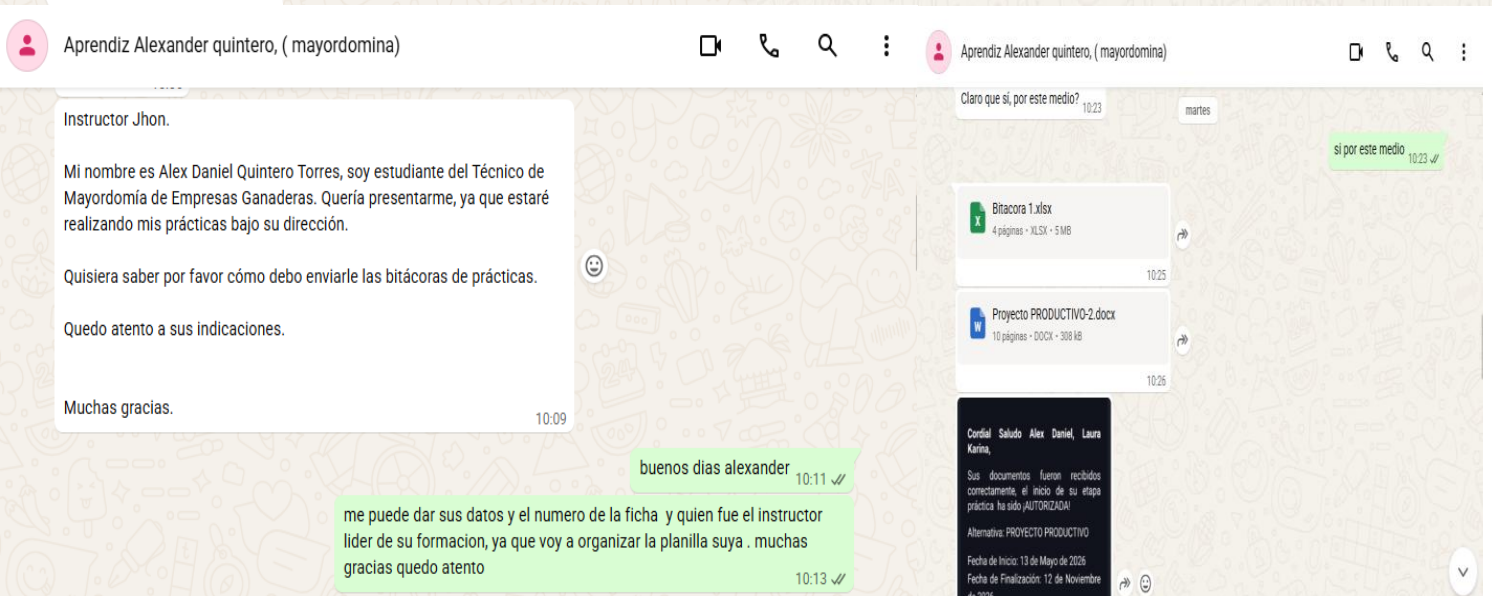 Aprendiz Alexander quintero, ( mayordomina)
Instructor Jhon.
Mi nombre es Alex Daniel Quintero Torres, soy estudiante del Técnico de
Mayordomía de Empresas Ganaderas. Quería presentarme, ya que estaré
realizando mis prácticas bajo su dirección.
Quisiera saber por favor cómo debo enviarle las bitácoras de prácticas.
Quedo atento a sus indicaciones.
Muchas gracias.
10:09
buenos dias alexander 10:11
me puede dar sus datos y el numero de la ficha y quien fue el instructor
lider de su formacion, ya que voy a organizar la planilla suya . muchas
gracias quedo atento
10:13
Aprendiz Alexander quintero, ( mayordomina)
Claro que sí, por este medio? 10:23
martes
si por este medio 10:23
Bitacora 1.xlsx
4 páginas • XLSX • 5 MB
10:25
Proyecto PRODUCTIVO-2.docx
10 páginas • DOCX • 308 kB
10:26
Cordial Saludo Alex Daniel, Laura
Karina,
Sus documentos fueron recibidos
correctamente, el inicio de su etapa
práctica ha sido ¡AUTORIZADA!
Alternativa: PROYECTO PRODUCTIVO
Fecha de Inicio: 13 de Mayo de 2026
Fecha de Finalización: 12 de Noviembre
de 2026